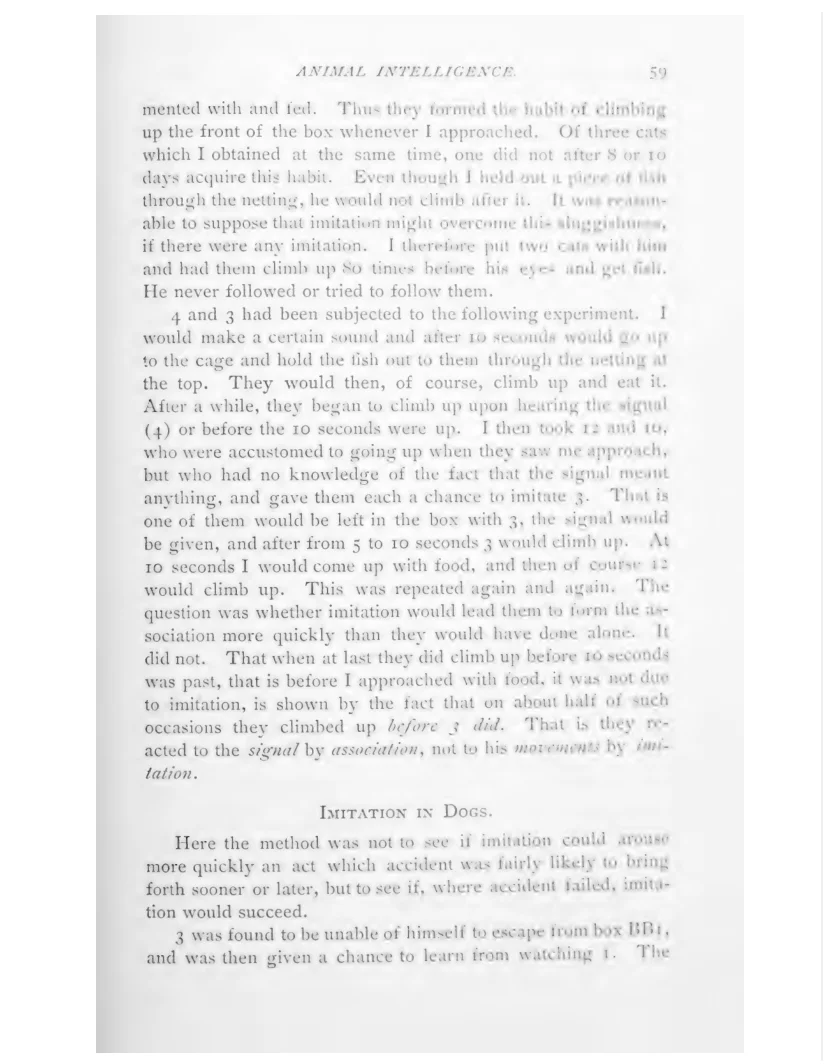 ANIMAL INTELLIGENCE. 59
mented with and fed. Thus they formed the habit of climbing
up the front of the box whenever I approached. Of three cats
which I obtained at the same time, one did not after 8 or 10
days acquire this habit. Even though I held out a piece of fish
through the netting, he would not climb after it. It was reason-
able to suppose that imitation might overcome this sluggishness,
if there were any imitation. I therefore put two cats with him
and had them climb up 80 times before his eyes and get fish.
He never followed or tried to follow them.
4 and 3 had been subjected to the following experiment. I
would make a certain sound and after 10 seconds would go up
to the cage and hold the fish out to them through the netting at
the top. They would then, of course, climb up and eat it.
After a while, they began to climb up upon hearing the signal
(4) or before the 10 seconds were up. I then took 12 and 10,
who were accustomed to going up when they saw me approach,
but who had no knowledge of the fact that the signal meant
anything, and gave them each a chance to imitate 3. That is
one of them would be left in the box with 3, the signal would
be given, and after from 5 to 10 seconds 3 would climb up. At
10 seconds I would come up with food, and then of course 12
would climb up. This was repeated again and again. The
question was whether imitation would lead them to form the as-
sociation more quickly than they would have done alone. It
did not. That when at last they did climb up before 10 seconds
was past, that is before I approached with food, it was not due
to imitation, is shown by the fact that on about half of such
occasions they climbed up before 3 did. That is they re-
acted to the signal by association, not to his movements by imi-
tation.
IMITATION IN DOGS.
Here the method was not to see if imitation could arouse
more quickly an act which accident was fairly likely to bring
forth sooner or later, but to see if, where accident failed, imita-
tion would succeed.
3 was found to be unable of himself to escape from box BB1,
and was then given a chance to learn from watching 1. The